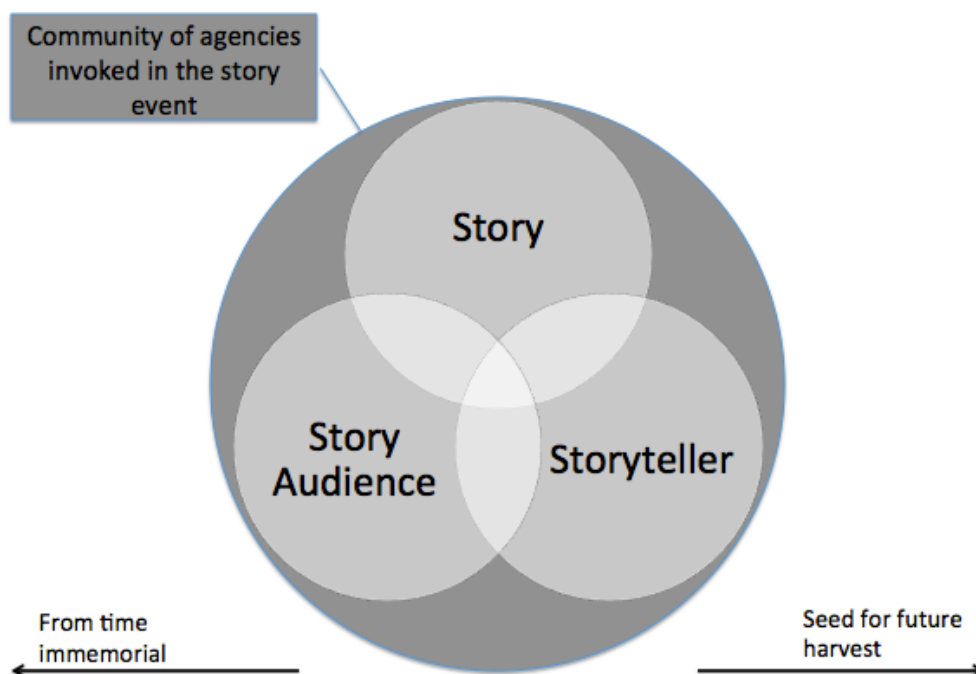 Community of agencies
invoked in the story
event
Story
Story
Audience
Storyteller
From time
immemorial
Seed for future
harvest